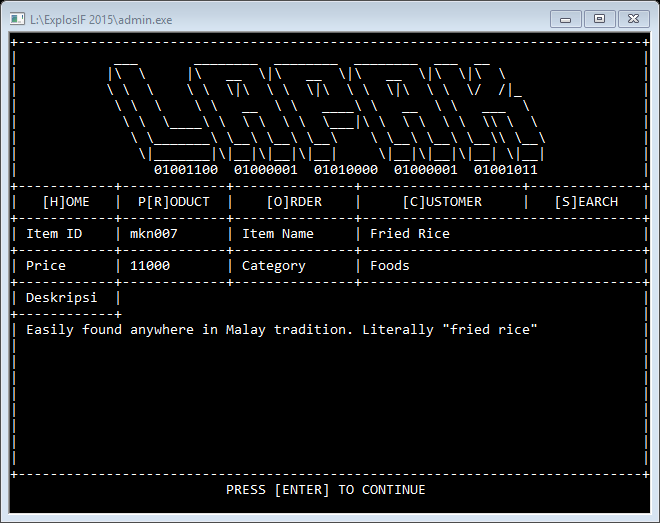 L:\ExplosIF 2015\admin.exe
LAPAK
01001100 01000001 01010000 01000001 01001011
[H]OME P[R]ODUCT [O]RDER [C]USTOMER [S]EARCH
Item ID mkn007 Item Name Fried Rice
Price 11000 Category Foods
Deskripsi
Easily found anywhere in Malay tradition. Literally "fried rice"
PRESS [ENTER] TO CONTINUE